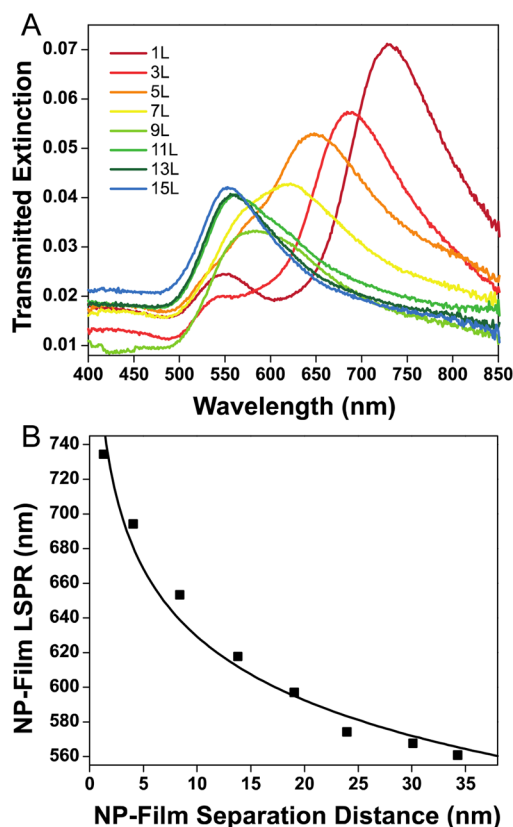 A
0.07
0.06
0.05
0.04
0.03
0.02
0.01
Transmitted Extinction
1L
3L
5L
7L
9L
11L
13L
15L
400 450 500 550 600 650 700 750 800 850
Wavelength (nm)
B
740
720
700
680
660
640
620
600
580
560
NP-Film LSPR (nm)
0 5 10 15 20 25 30 35
NP-Film Separation Distance (nm)